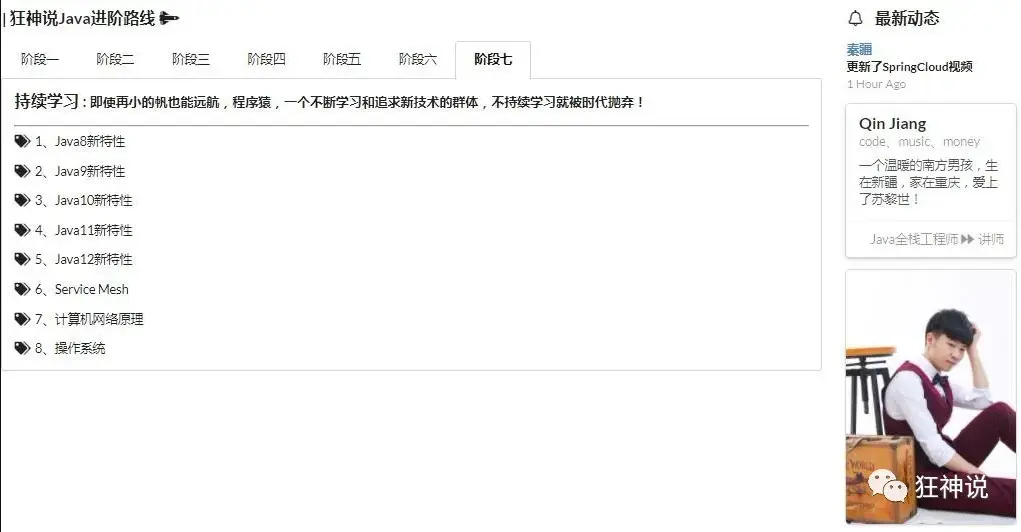 | 狂神说Java进阶路线
阶段一 阶段二 阶段三 阶段四 阶段五 阶段六 阶段七
持续学习 : 即使再小的帆也能远航，程序猿，一个不断学习和追求新技术的群体，不持续学习就被时代抛弃！
1、Java8新特性
2、Java9新特性
3、Java10新特性
4、Java11新特性
5、Java12新特性
6、Service Mesh
7、计算机网络原理
8、操作系统
最新动态
秦疆
更新了SpringCloud视频
1 Hour Ago
Qin Jiang
code、music、money
一个温暖的南方男孩，生
在新疆，家在重庆，爱上
了苏黎世！
Java全栈工程师 讲师
WORLD
狂神说